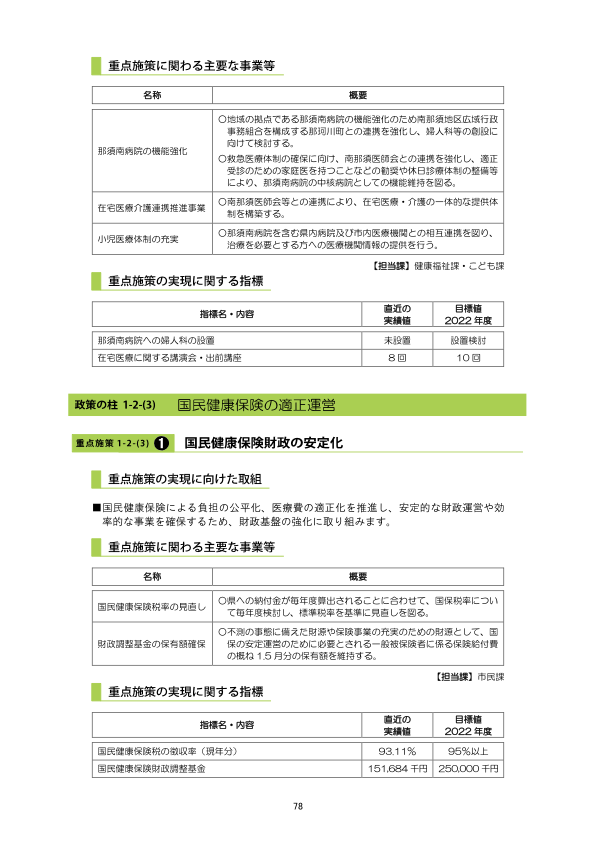 重点施策に関わる主要な事業等
名称 概要
那須南病院の機能強化
〇地域の拠点である那須南病院の機能強化のため南那須地区広域行政
事務組合を構成する那珂川町との連携を強化し、婦人科等の創設に
向けて検討する。
〇救急医療体制の確保に向け、南那須医師会との連携を強化し、適正
受診のための家庭医を持つことなどの勧奨や休日診療体制の整備等
により、那須南病院の中核病院としての機能維持を図る。
在宅医療介護連携推進事業
〇南那須医師会等との連携により、在宅医療・介護の一体的な提供体
制を構築する。
小児医療体制の充実
〇那須南病院を含む県内病院及び市内医療機関との相互連携を図り、
治療を必要とする方への医療機関情報の提供を行う。
【担当課】健康福祉課・こども課
重点施策の実現に関する指標
指標名・内容 直近の 目標値
実績値 2022 年度
那須南病院への婦人科の設置 未設置 設置検討
在宅医療に関する講演会・出前講座 8 回 10 回
政策の柱 1-2-(3) 国民健康保険の適正運営
重点施策 1-2-(3) ❶ 国民健康保険財政の安定化
重点施策の実現に向けた取組
■国民健康保険による負担の公平化、医療費の適正化を推進し、安定的な財政運営や効
率的な事業を確保するため、財政基盤の強化に取り組みます。
重点施策に関わる主要な事業等
名称 概要
国民健康保険税率の見直し
〇県への納付金が毎年度算出されることに合わせて、国保税率につい
て毎年度検討し、標準税率を基準に見直しを図る。
財政調整基金の保有額確保
〇不測の事態に備えた財源や保険事業の充実のための財源として、国
保の安定運営のために必要とされる一般被保険者に係る保険給付費
の概ね 1.5 月分の保有額を維持する。
【担当課】市民課
重点施策の実現に関する指標
指標名・内容 直近の 目標値
実績値 2022 年度
国民健康保険税の徴収率（現年分） 93.11% 95%以上
国民健康保険財政調整基金 151,684 千円 250,000 千円
78